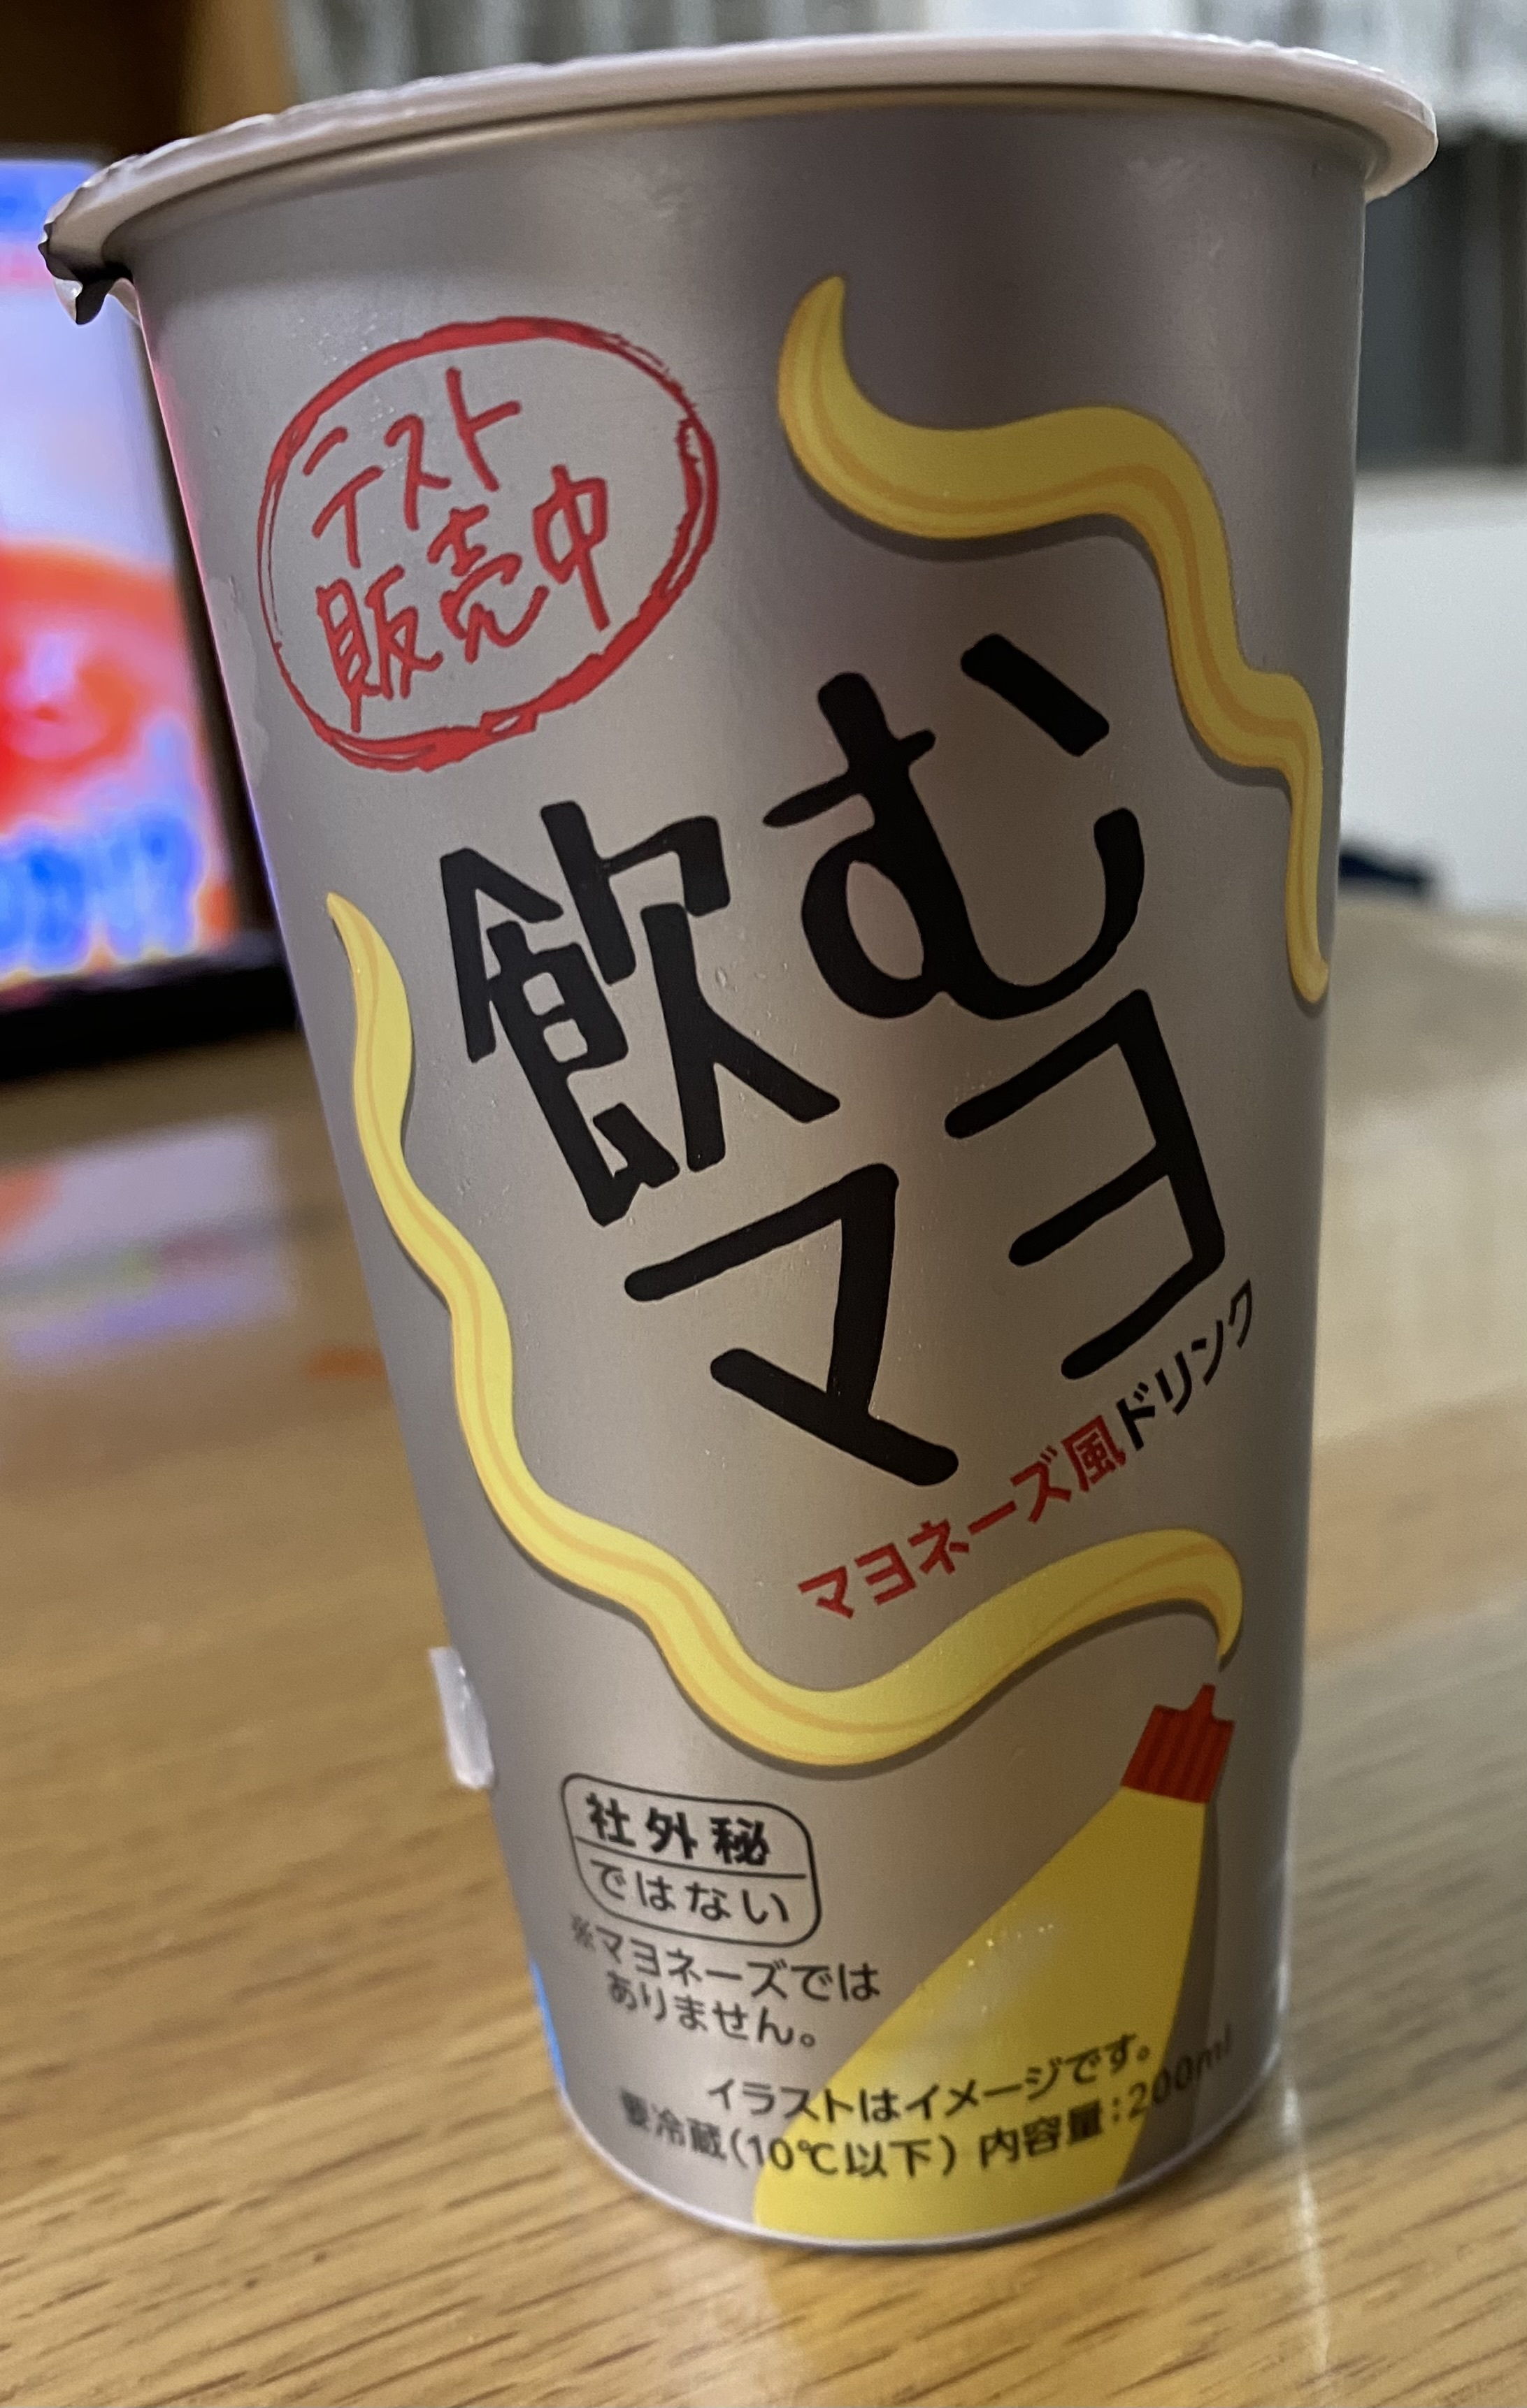 テスト
販売中
飲む
マヨ
マヨネーズ風ドリンク
社外秘
ではない
※マヨネーズでは
ありません。
イラストはイメージです。
要冷蔵(10℃以下) 内容量:200ml